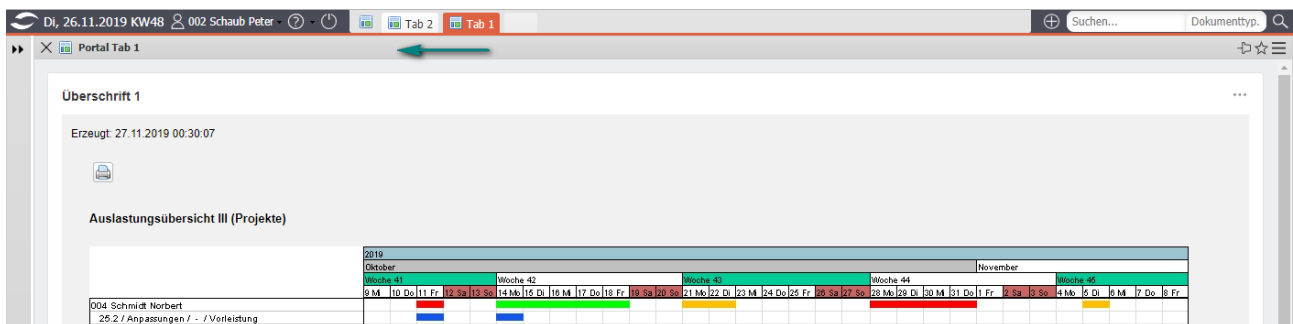 Di, 26.11.2019 KW48 002 Schaub Peter Tab 2 Tab 1 Suchen... Dokumenttyp.
Portal Tab 1
Überschrift 1
Erzeugt: 27.11.2019 00:30:07
Auslastungsübersicht III (Projekte)
2019
Oktober November
Woche 41 Woche 42 Woche 43 Woche 44 Woche 45
9 Mi 10 Do 11 Fr 12 Sa 13 So 14 Mo 15 Di 16 Mi 17 Do 18 Fr 19 Sa 20 So 21 Mo 22 Di 23 Mi 24 Do 25 Fr 26 Sa 27 So 28 Mo 29 Di 30 Mi 31 Do 1 Fr 2 Sa 3 So 4 Mo 5 Di 6 Mi 7 Do 8 Fr
004 Schmidt Norbert
25.2 / Anpassungen / - / Vorleistung